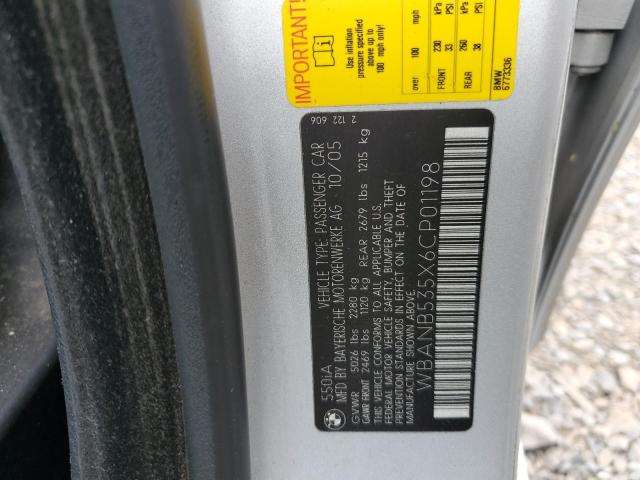 IMPORTANT!
Use inflation
pressure specified
above up to
100 mph only!
over 100 mph
FRONT 230 kPa 33 PSI
REAR 260 kPa 38 PSI
BMW
6773336
2 122 606
550iA VEHICLE TYPE: PASSENGER CAR
MFD BY BAYERISCHE MOTORENWERKE AG 10/05
GVWR 5026 lbs 2280 kg
GAWR FRONT 2469 lbs 1120 kg REAR 2679 lbs 1215 kg
THIS VEHICLE CONFORMS TO ALL APPLICABLE U.S.
FEDERAL MOTOR VEHICLE SAFETY, BUMPER AND THEFT
PREVENTION STANDARDS IN EFFECT ON THE DATE OF
MANUFACTURE SHOWN ABOVE.
WBANB535X6CP01198